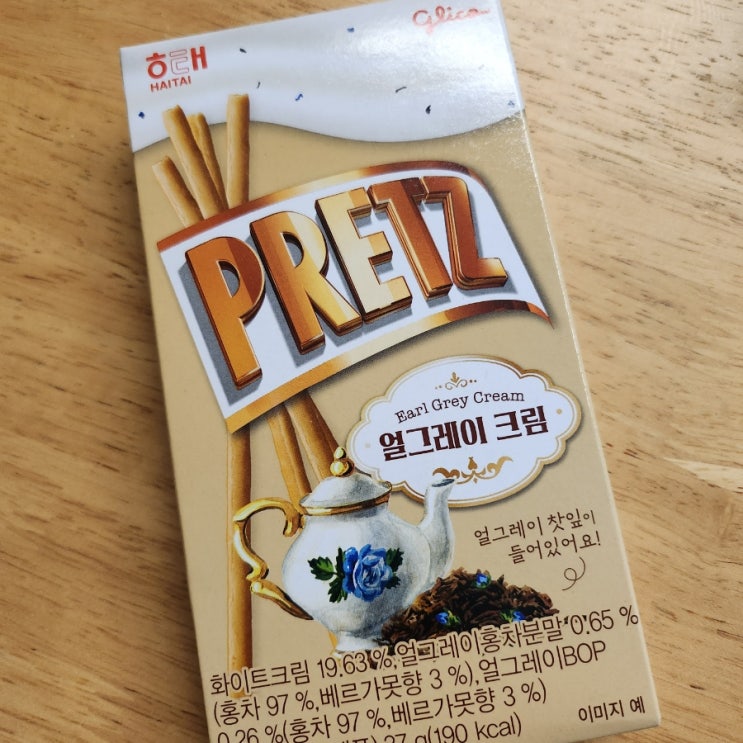 Glico
해태
HAITAI
PRETZ
Earl Grey Cream
얼그레이 크림
얼그레이 찻잎이
들어있어요!
화이트크림 19.63 %, 얼그레이홍차분말 0.65 %
(홍차 97 %, 베르가못향 3 %), 얼그레이BOP
0.26 %(홍차 97 %, 베르가못향 3 %)
37 g(190 kcal)
이미지 예